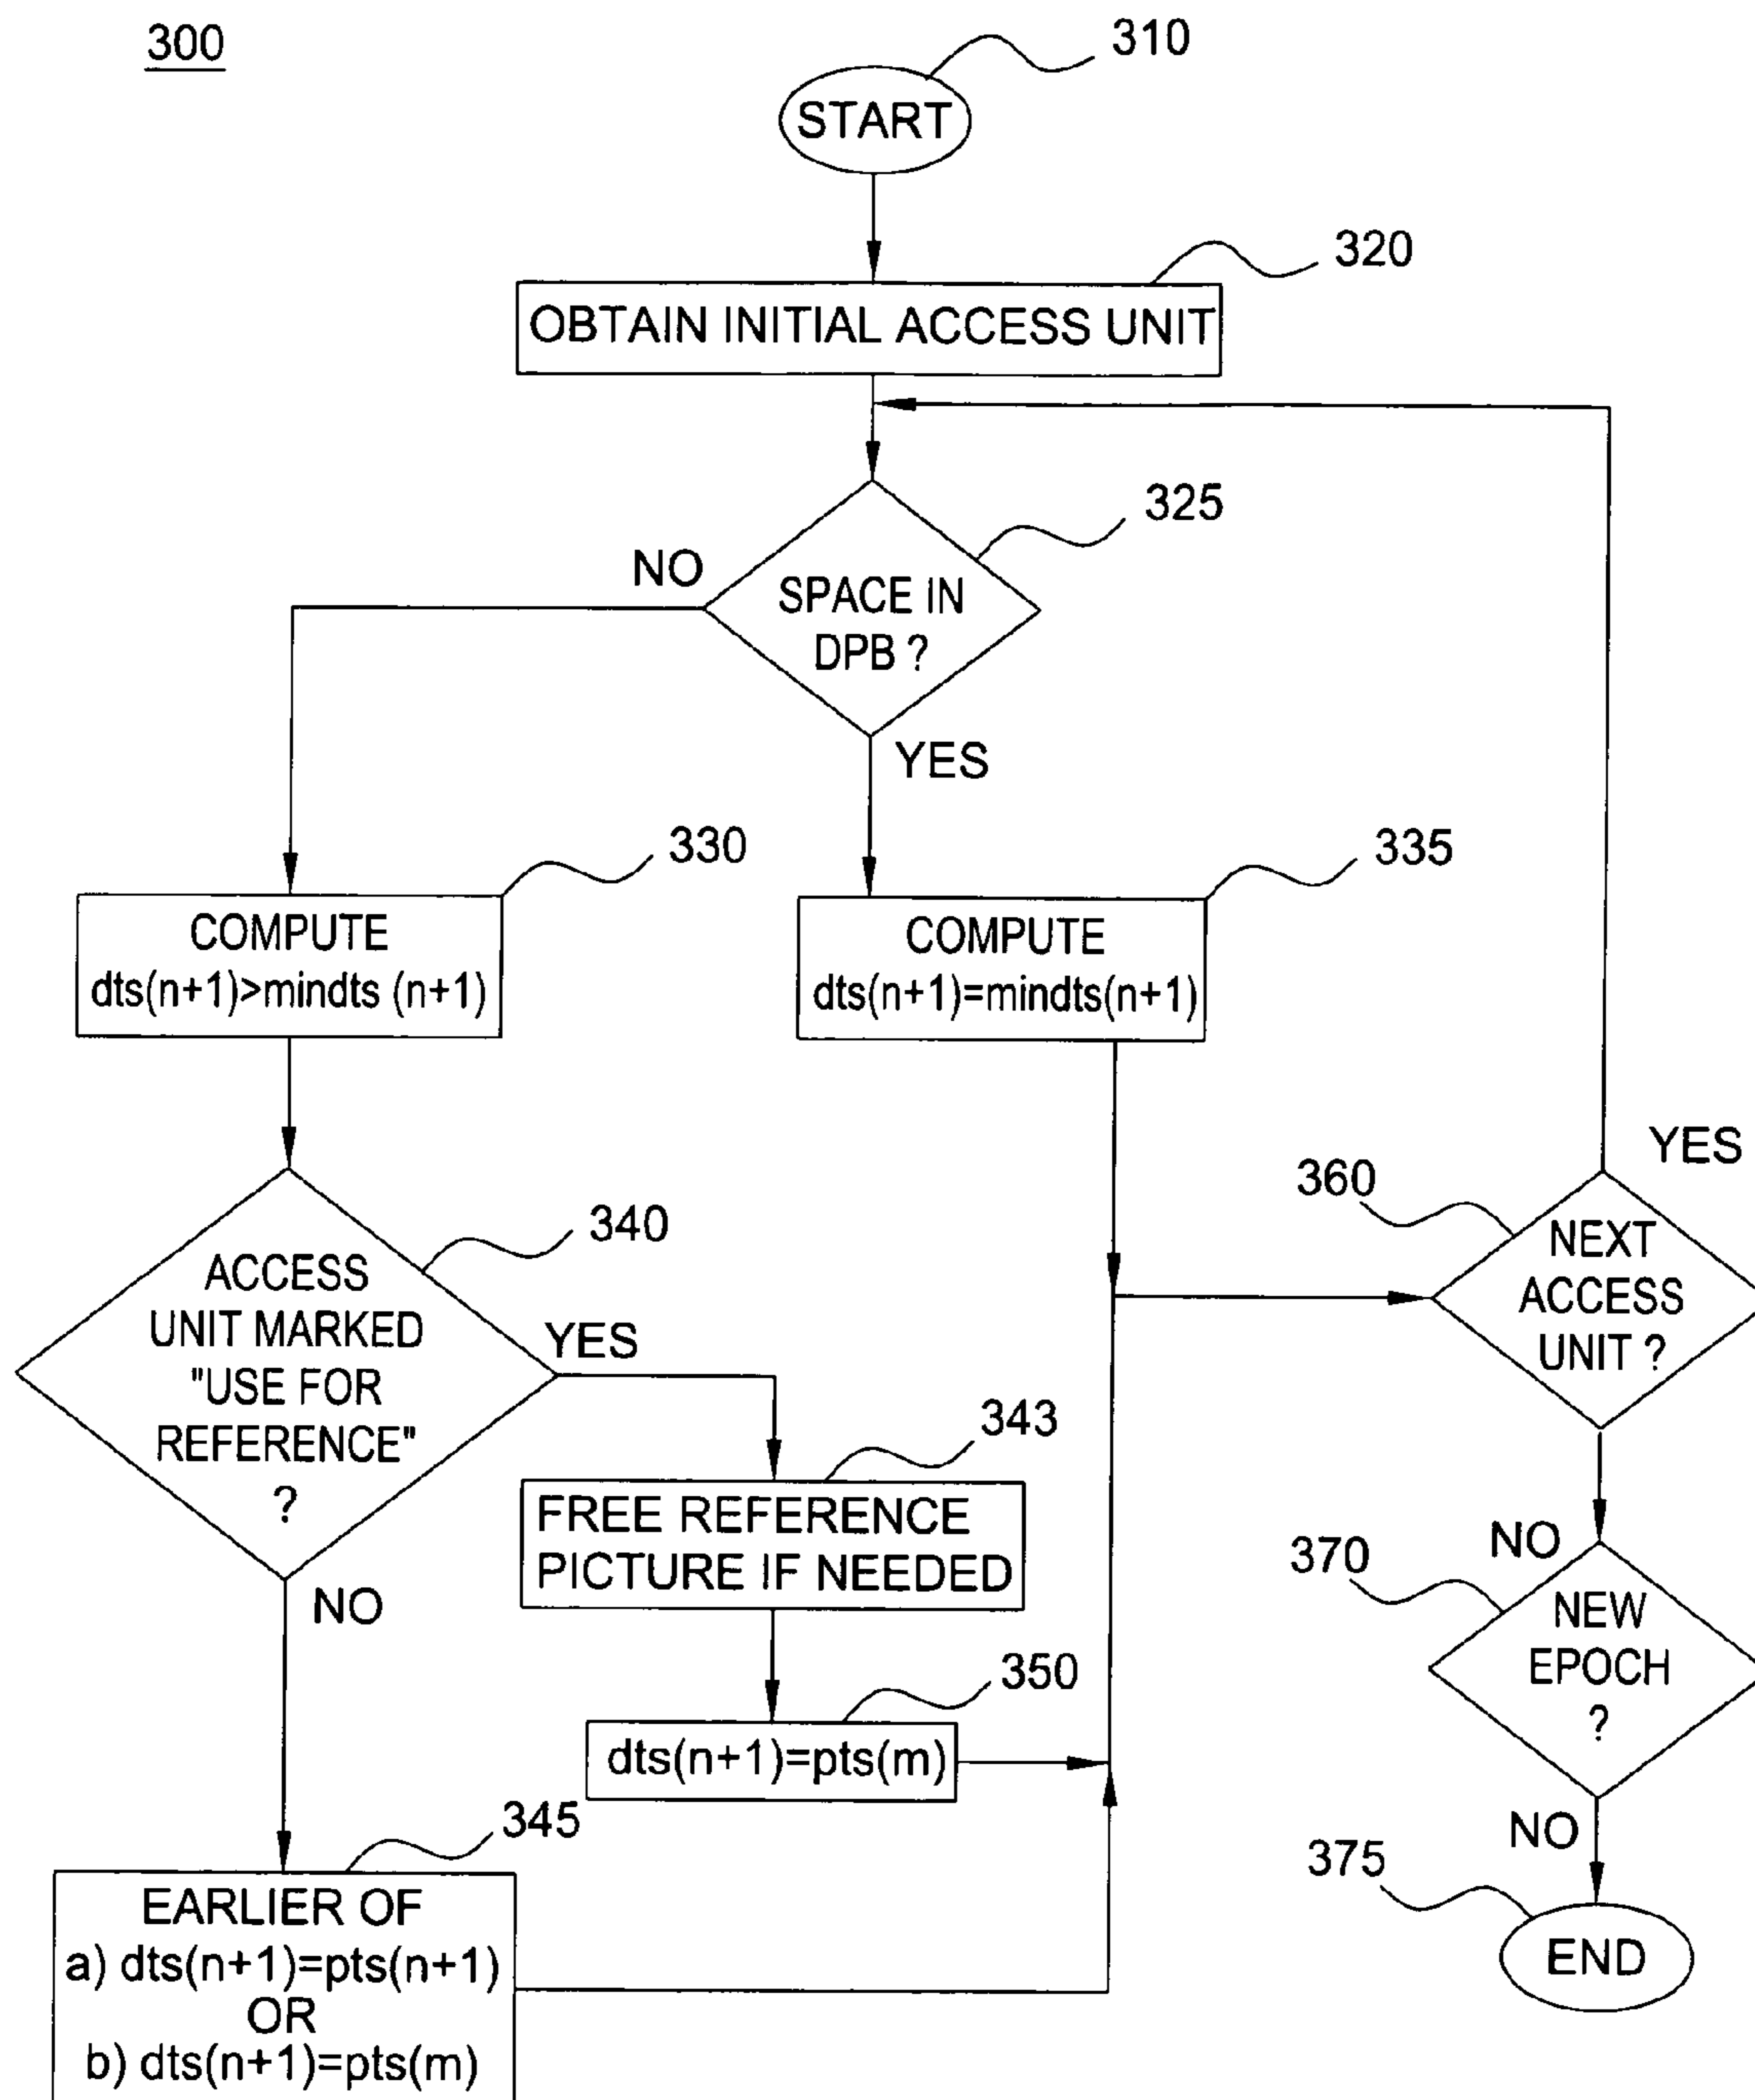 300
310
START
320
OBTAIN INITIAL ACCESS UNIT
325
NO
SPACE IN
DPB ?
YES
330
335
COMPUTE
dts(n+1)>mindts (n+1)
COMPUTE
dts(n+1)=mindts(n+1)
YES
360
340
NEXT
ACCESS
UNIT ?
ACCESS
UNIT MARKED
"USE FOR
REFERENCE"
?
YES
343
FREE REFERENCE
PICTURE IF NEEDED
NO
370
NO
NEW
EPOCH
?
350
dts(n+1)=pts(m)
345
NO
375
EARLIER OF
a) dts(n+1)=pts(n+1)
OR
b) dts(n+1)=pts(m)
END